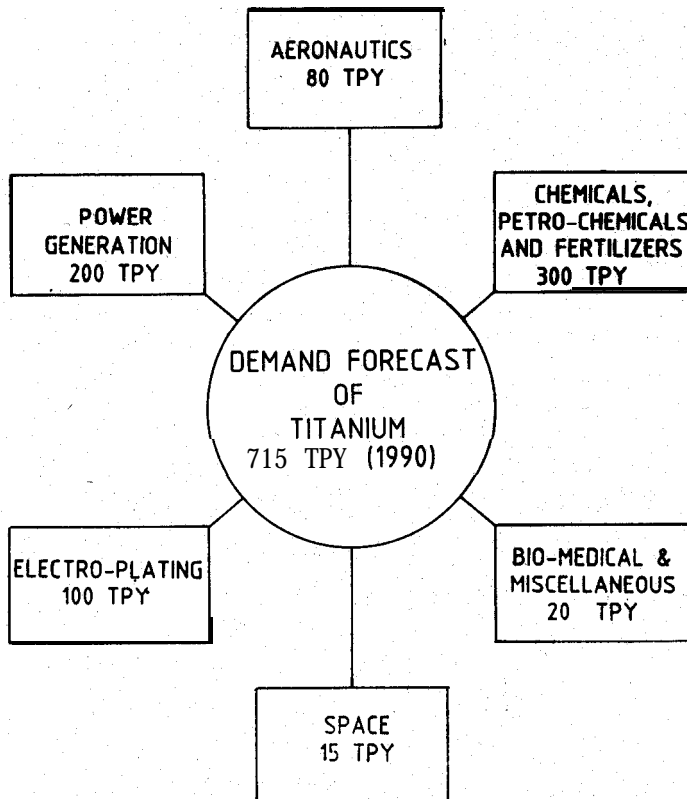 AERONAUTICS
80 TPY
POWER
GENERATION
200 TPY
CHEMICALS,
PETRO-CHEMICALS
AND FERTILIZERS
300 TPY
DEMAND FORECAST
OF
TITANIUM
715 TPY (1990)
ELECTRO-PLATING
100 TPY
BIO-MEDICAL &
MISCELLANEOUS
20 TPY
SPACE
15 TPY